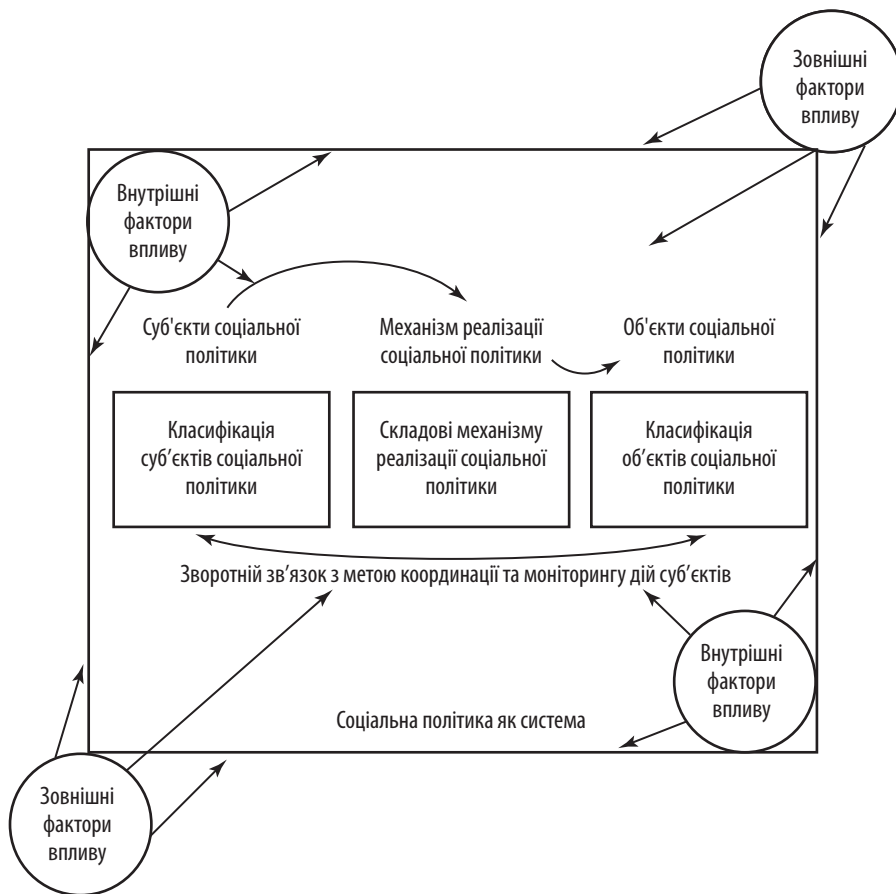 Зовнішні
фактори
впливу
Внутрішні
фактори
впливу
Суб'єкти соціальної
політики
Механізм реалізації
соціальної політики
Об'єкти соціальної
політики
Класифікація
суб’єктів соціальної
політики
Складові механізму
реалізації соціальної
політики
Класифікація
об’єктів соціальної
політики
Зворотній зв’язок з метою координації та моніторингу дій суб’єктів
Внутрішні
фактори
впливу
Соціальна політика як система
Зовнішні
фактори
впливу